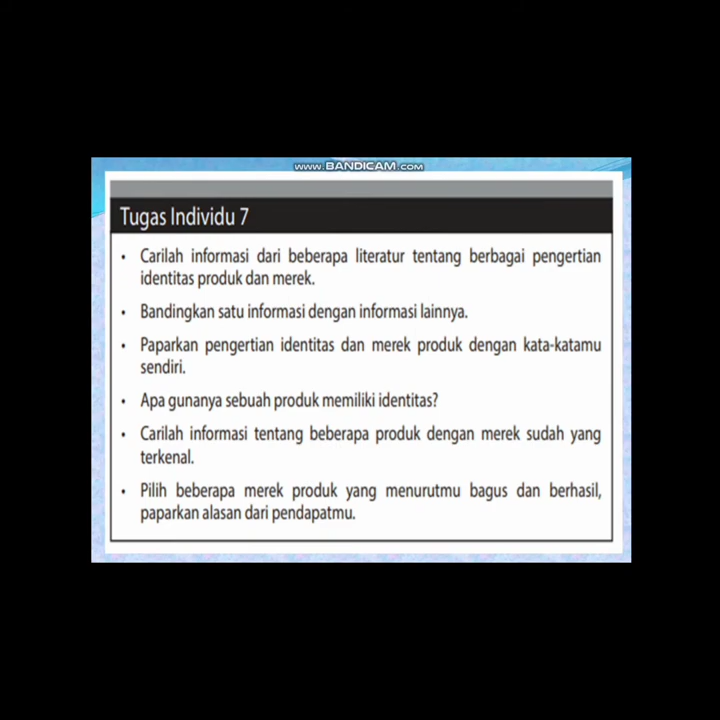 www.BANDICAM.com
Tugas Individu 7
• Carilah informasi dari beberapa literatur tentang berbagai pengertian
identitas produk dan merek.
• Bandingkan satu informasi dengan informasi lainnya.
• Paparkan pengertian identitas dan merek produk dengan kata-katamu
sendiri.
• Apa gunanya sebuah produk memiliki identitas?
• Carilah informasi tentang beberapa produk dengan merek sudah yang
terkenal.
• Pilih beberapa merek produk yang menurutmu bagus dan berhasil,
paparkan alasan dari pendapatmu.